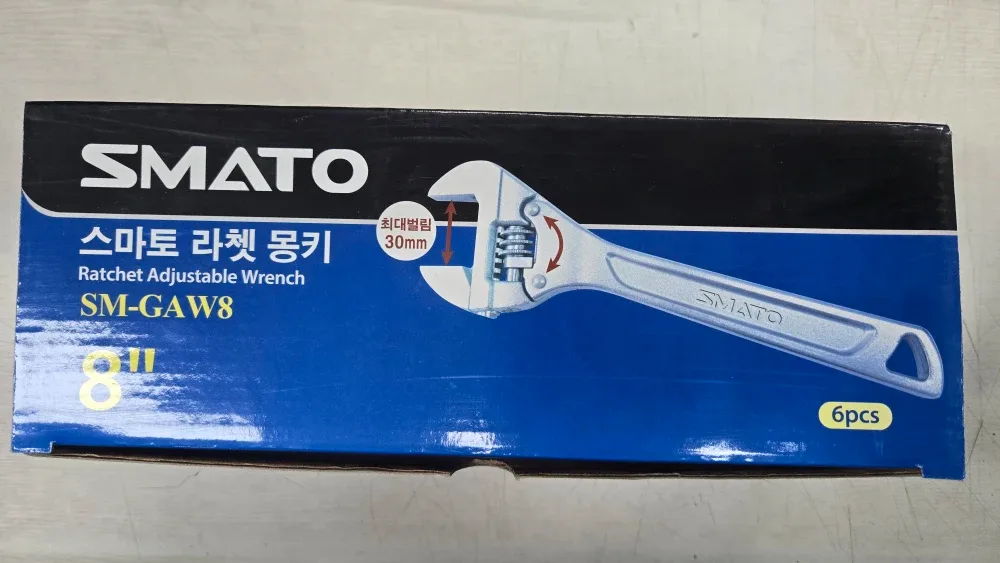 SMATO
스마토 라쳇 몽키
Ratchet Adjustable Wrench
SM-GAW8
8"
최대벌림
30mm
SMATO
6pcs